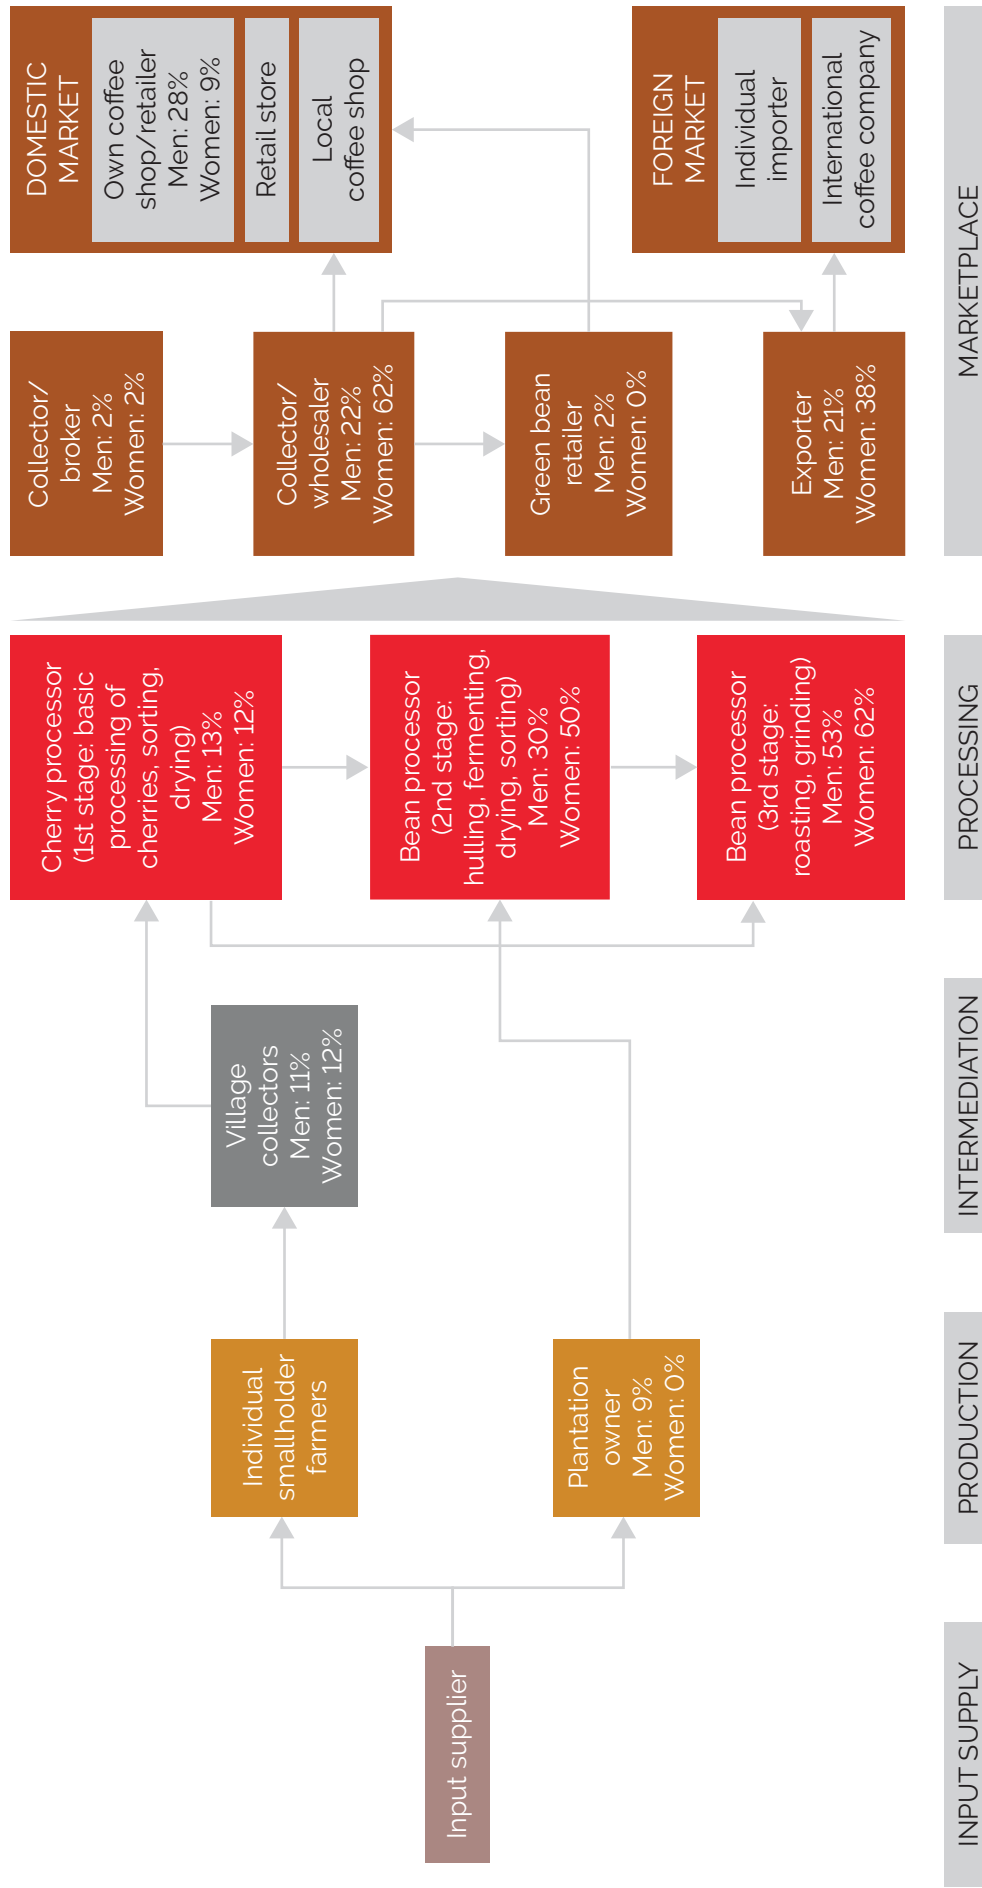 Input supplier
Individual
smallholder
farmers
Plantation
owner
Men: 9%
Women: 0%
Village
collectors
Men: 11%
Women: 12%
Cherry processor
(1st stage: basic
processing of
cherries, sorting,
drying)
Men: 13%
Women: 12%
Bean processor
(2nd stage:
hulling, fermenting,
drying, sorting)
Men: 30%
Women: 50%
Bean processor
(3rd stage:
roasting, grinding)
Men: 53%
Women: 62%
Collector/
broker
Men: 2%
Women: 2%
Collector/
wholesaler
Men: 22%
Women: 62%
Green bean
retailer
Men: 2%
Women: 0%
Exporter
Men: 21%
Women: 38%
DOMESTIC
MARKET
Own coffee
shop/retailer
Men: 28%
Women: 9%
Retail store
Local
coffee shop
FOREIGN
MARKET
Individual
importer
International
coffee company
INPUT SUPPLY
PRODUCTION
INTERMEDIATION
PROCESSING
MARKETPLACE